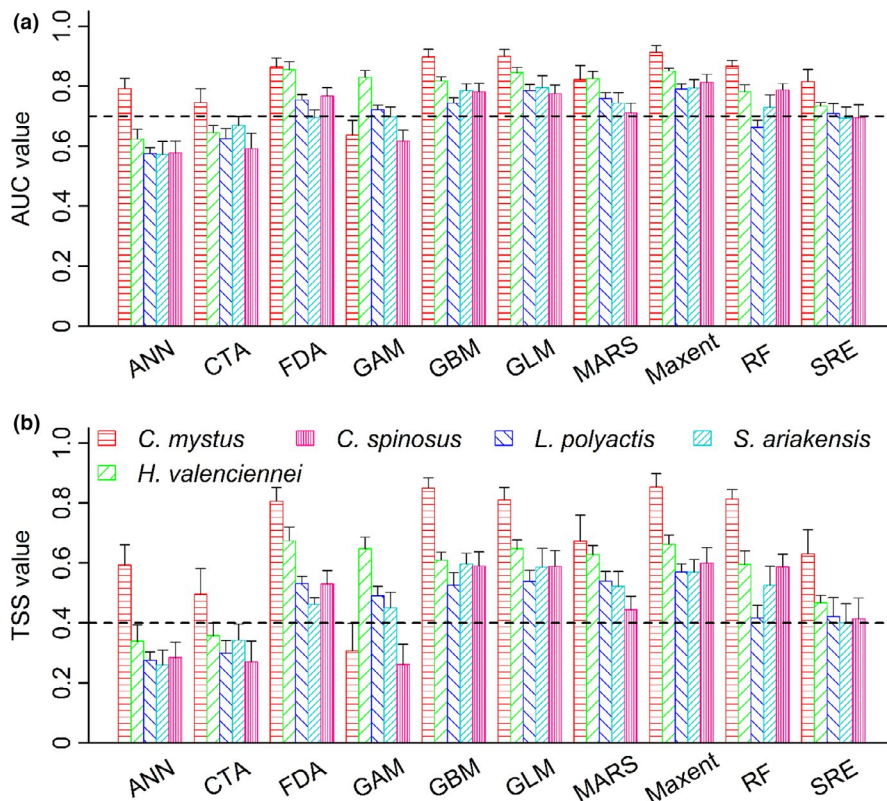 (a)
1.0
0.8
0.6
0.4
0.2
0
AUC value
ANN CTA FDA GAM GBM GLM MARS Maxent RF SRE
(b)
1.0
0.8
0.6
0.4
0.2
0
TSS value
C. mystus C. spinosus L. polyactis S. ariakensis
H. valenciennei
ANN CTA FDA GAM GBM GLM MARS Maxent RF SRE